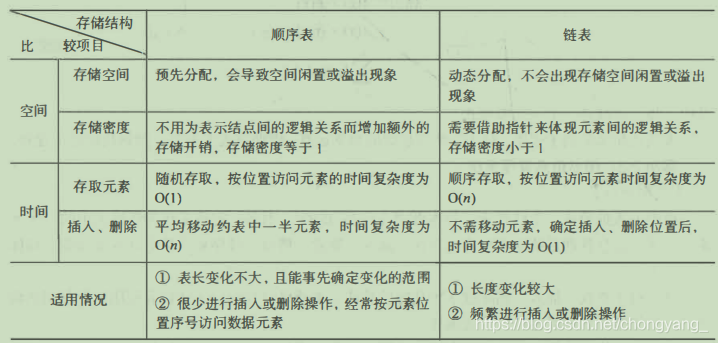 存储结构
比 较项目
顺序表
链表
空间
存储空间
预先分配，会导致空间闲置或溢出现象
动态分配，不会出现存储空间闲置或溢出
现象
存储密度
不用为表示结点间的逻辑关系而增加额外的
存储开销，存储密度等于1
需要借助指针来体现元素间的逻辑关系，
存储密度小于1
时间
存取元素
随机存取，按位置访问元素的时间复杂度为
O(1)
顺序存取，按位置访问元素时间复杂度为
O(n)
插入、删除
平均移动约表中一半元素，时间复杂度为
O(n)
不需移动元素，确定插入、删除位置后，
时间复杂度为 O(1)
适用情况
① 表长变化不大，且能事先确定变化的范围
② 很少进行插入或删除操作，经常按元素位
置序号访问数据元素
① 长度变化较大
② 频繁进行插入或删除操作
https://blog.csdn.net/chongyang_